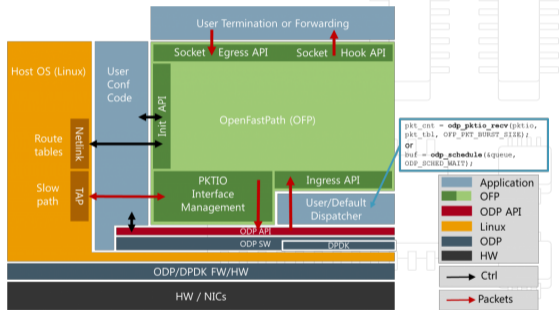 User Termination or Forwarding
Socket Egress API
Socket Hook API
Host OS (Linux)
User
Conf
Code
Init API
OpenFastPath (OFP)
Route
tables
Netlink
Slow
path
TAP
PKTIO
Interface
Management
Ingress API
User/Default
Dispatcher
ODP API
ODP SW
DPDK
ODP/DPDK FW/HW
HW / NICs
pkt_cnt = odp_pktio_recv(pktio,
pkt_tbl, OFP_PKT_BURST_SIZE);
or
buf = odp_schedule(&queue,
ODP_SCHED_WAIT);
Application
OFP
ODP API
Linux
ODP
HW
Ctrl
Packets